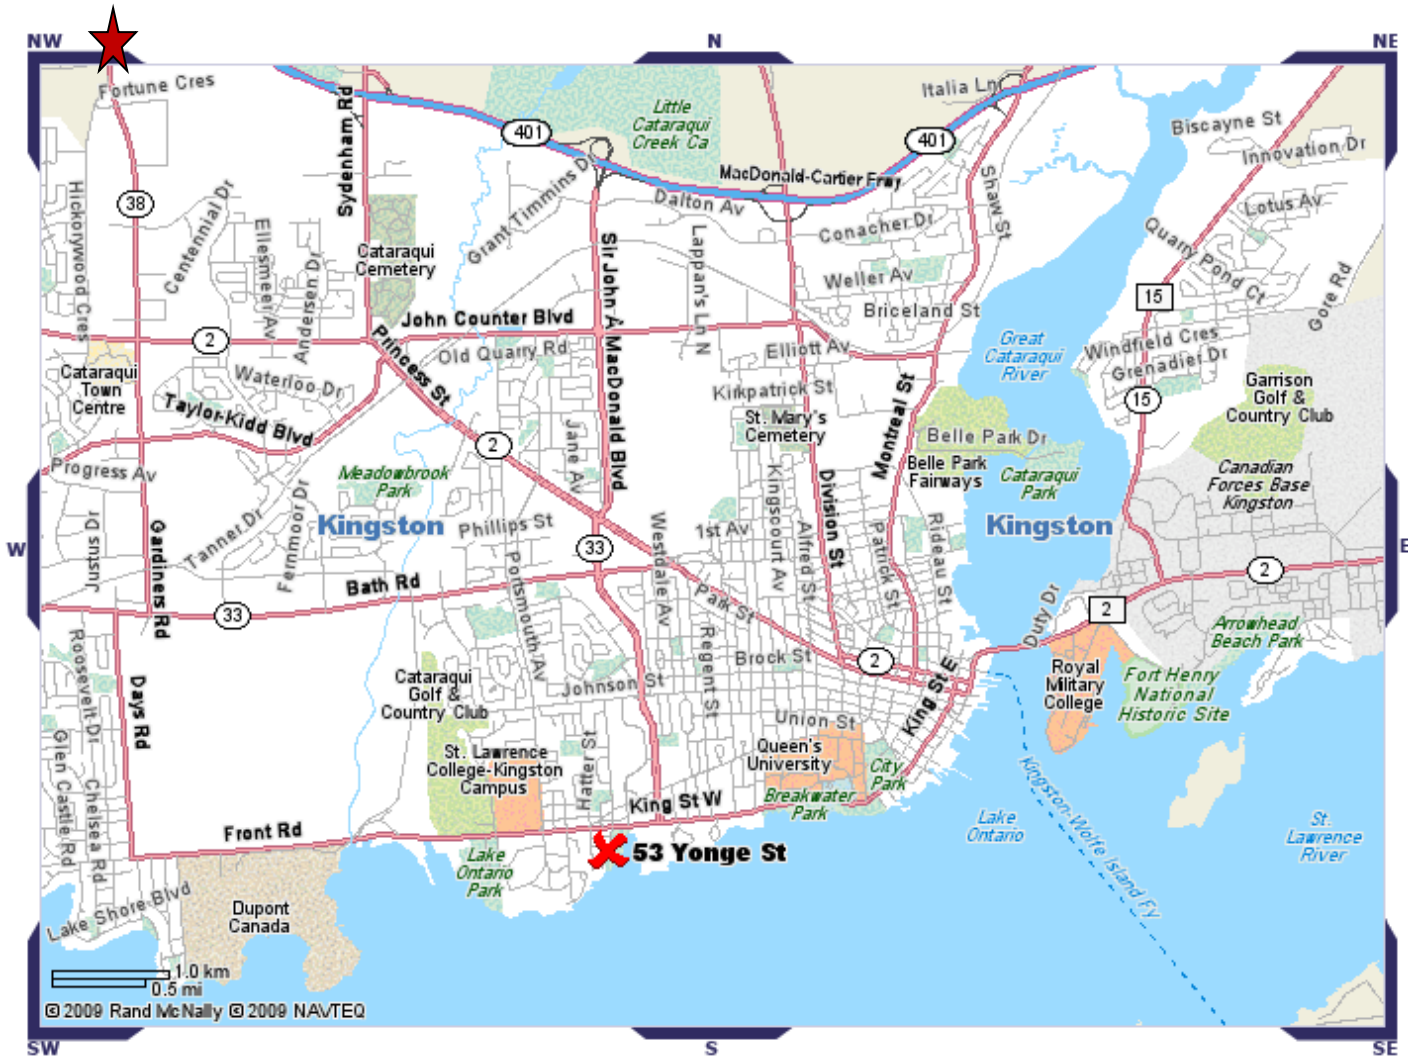 NW
N
NE
Fortune Cres
Sydenham Rd
401
Little
Cataraqui
Creek Ca
Italia Ln
401
Biscayne St
Innovation Dr
MacDonald-Cartier Frwy
Hickorywood Cres
38
Centennial Dr
Ellesmeer Av
Andersen Dr
Cataraqui
Cemetery
Grant Timmins Dr
Dalton Av
Lappan's Ln N
Conacher Dr
Shaw St
Weller Av
Briceland St
Lotus Av
Quarry Pond Ct
15
Gore Rd
Sir John A MacDonald Blvd
John Counter Blvd
2
Princess St
Old Quarry Rd
Elliott Av
Great
Cataraqui
River
Windfield Cres
Grenadier Dr
15
Cataraqui
Town
Centre
Waterloo Dr
Taylor-Kidd Blvd
Kirkpatrick St
St. Mary's
Cemetery
Montreal St
Garrison
Golf &
Country Club
Belle Park Dr
Belle Park
Fairways
Cataraqui
Park
Canadian
Forces Base
Kingston
Progress Av
2
Jane Av
Meadowbrook
Park
Kingston
Kingston
Justus Dr
Gardiners Rd
Tanner Dr
Fernmoor Dr
Phillips St
33
Westdale Av
1st Av
Kingscourt Av
Alfred St
Division St
Patrick St
Rideau St
W
E
2
Bath Rd
33
Portsmouth Av
Park St
Duty Dr
2
Arrowhead
Beach Park
Roosevelt Dr
Days Rd
Regent St
Brock St
2
King St E
Royal
Military
College
Fort Henry
National
Historic Site
Cataraqui
Golf &
Country Club
Johnson St
Union St
Glen Castle Rd
Chelsea Rd
St. Lawrence
College-Kingston
Campus
Hatter St
Queen's
University
City
Park
Breakwater
Park
King St W
Front Rd
Kingston-Wolfe Island Fy
Lake
Ontario
St.
Lawrence
River
53 Yonge St
Lake
Ontario
Park
Lake Shore Blvd
Dupont
Canada
1.0 km
0.5 mi
© 2009 Rand McNally © 2009 NAVTEQ
SW
S
SE